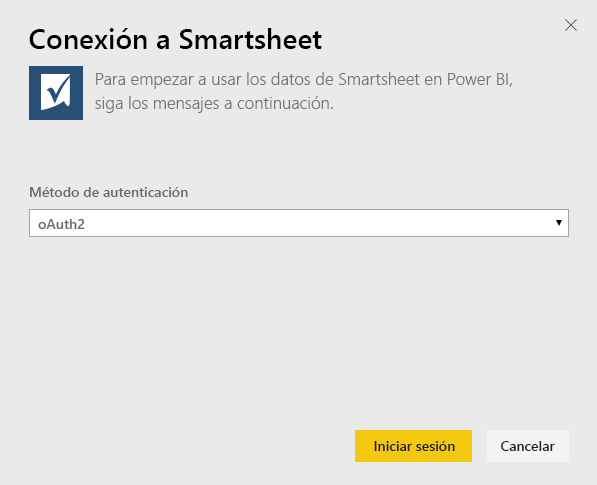 Conexión a Smartsheet
Para empezar a usar los datos de Smartsheet en Power BI,
siga los mensajes a continuación.
Método de autenticación
oAuth2
Iniciar sesión
Cancelar